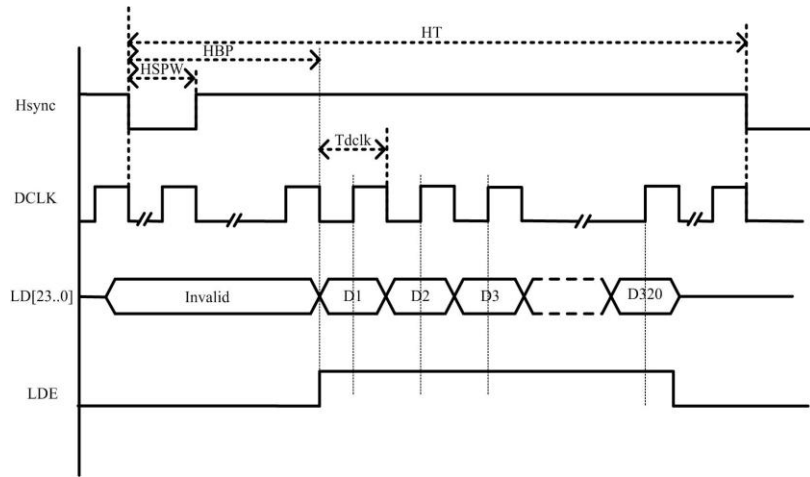 HT
HBP
HSPW
Hsync
Tdclk
DCLK
LD[23..0]
Invalid
D1
D2
D3
D320
LDE